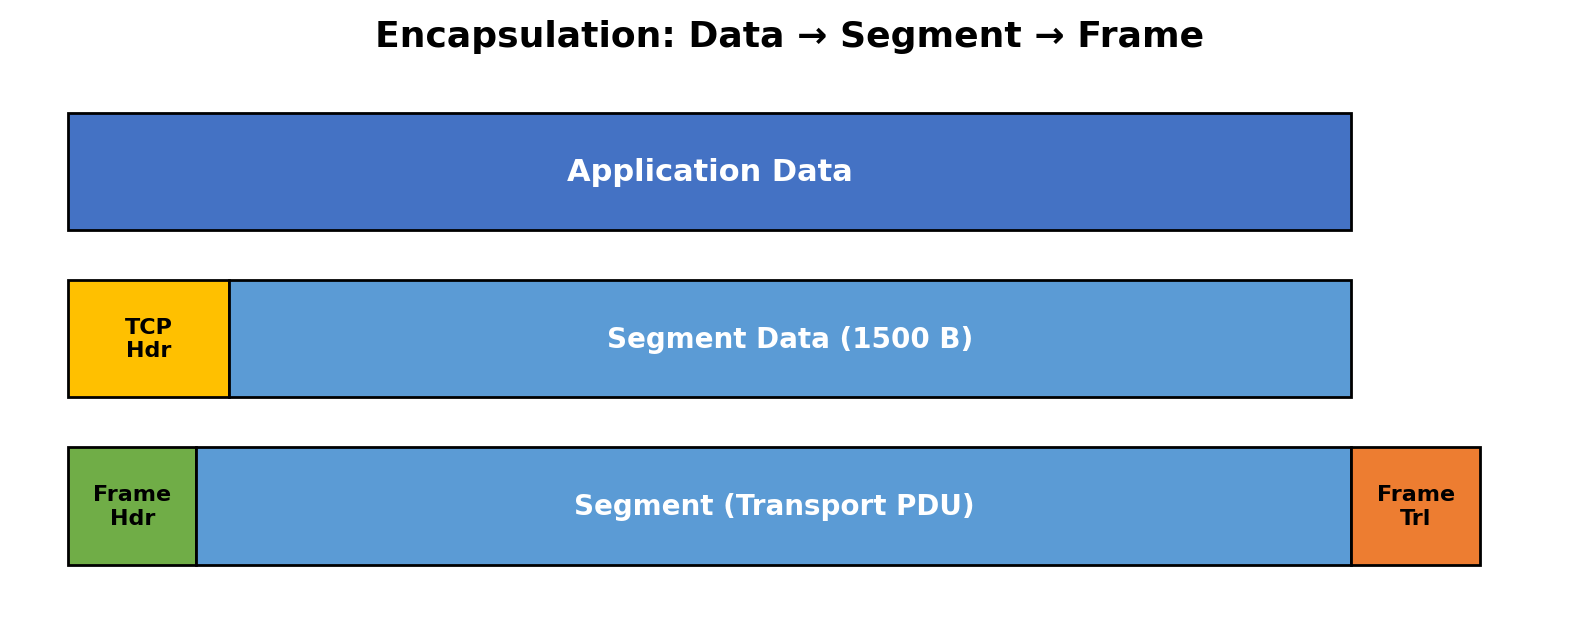 Encapsulation: Data → Segment → Frame
Application Data
TCP
Hdr
Segment Data (1500 B)
Frame
Hdr
Segment (Transport PDU)
Frame
Trl